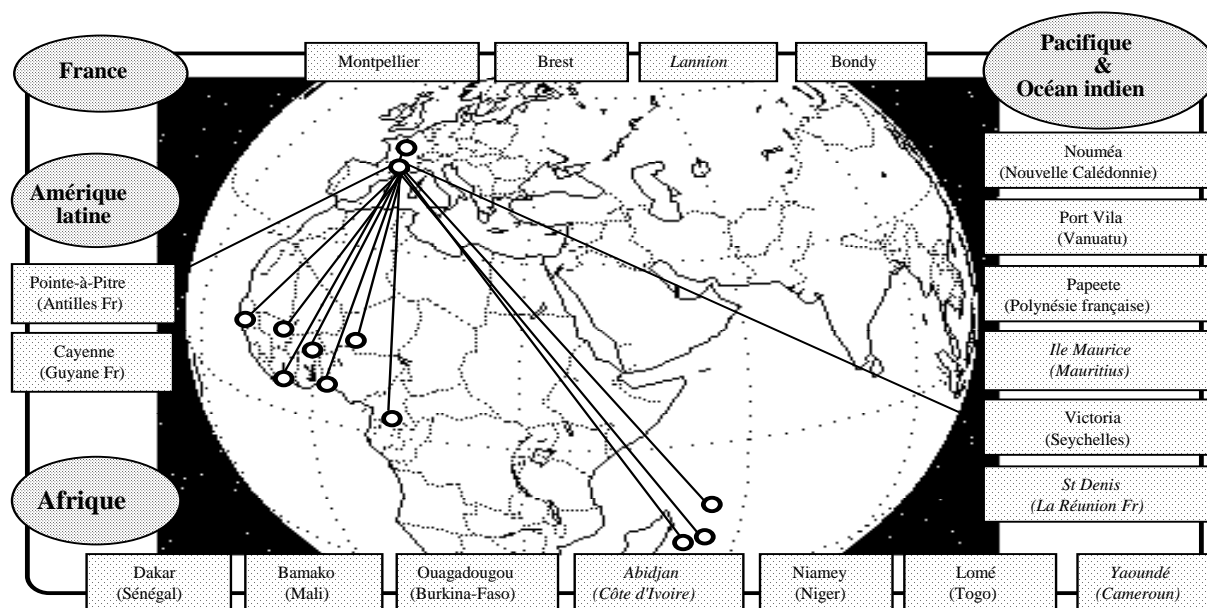 France
Montpellier
Brest
Lannion
Bondy
Pacifique
&
Océan indien
Amérique
latine
Pointe-à-Pitre
(Antilles Fr)
Cayenne
(Guyane Fr)
Nouméa
(Nouvelle Calédonnie)
Port Vila
(Vanuatu)
Papeete
(Polynésie française)
Ile Maurice
(Mauritius)
Victoria
(Seychelles)
St Denis
(La Réunion Fr)
Afrique
Dakar
(Sénégal)
Bamako
(Mali)
Ouagadougou
(Burkina-Faso)
Abidjan
(Côte d'Ivoire)
Niamey
(Niger)
Lomé
(Togo)
Yaoundé
(Cameroun)